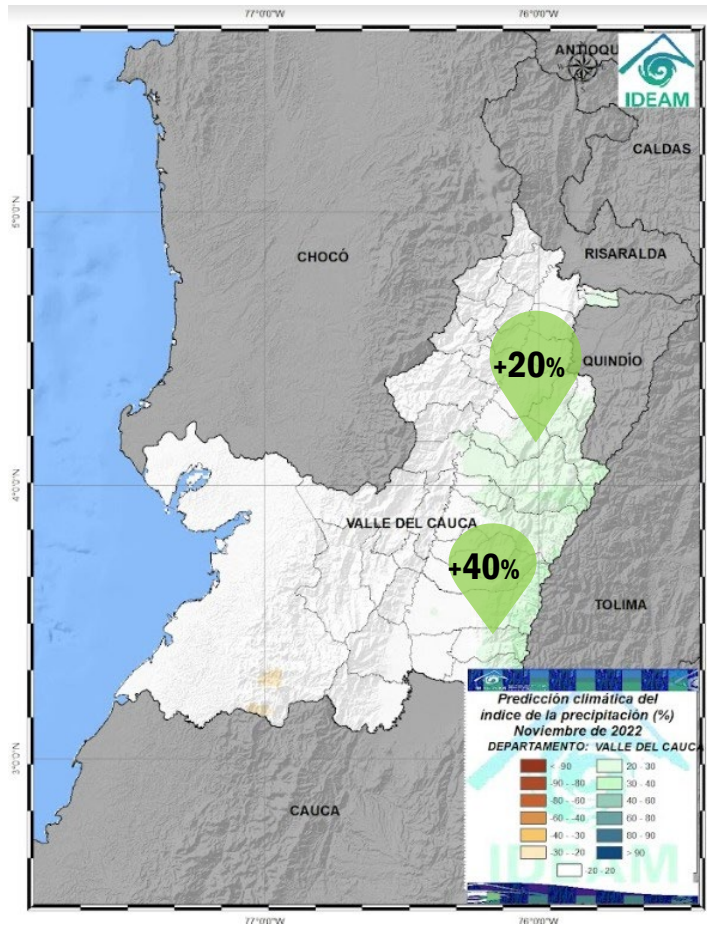 77°0'0"W
76°0'0"W
ANTIOQU
IDEAM
CALDAS
5°0'0"N
CHOCÓ
RISARALDA
+20%
QUINDÍO
4°0'0"N
VALLE DEL CAUCA
+40%
TOLIMA
3°0'0"N
CAUCA
Predicción climática del
índice de la precipitación (%)
Noviembre de 2022
DEPARTAMENTO: VALLE DEL CAUCA
< -90
20 - 30
-90 - -80
30 - 40
-80 - -60
40 - 60
-60 - -40
60 - 80
-40 - -30
80 - 90
-30 - -20
> 90
-20 - 20
IDEAM
77°0'0"W
76°0'0"W